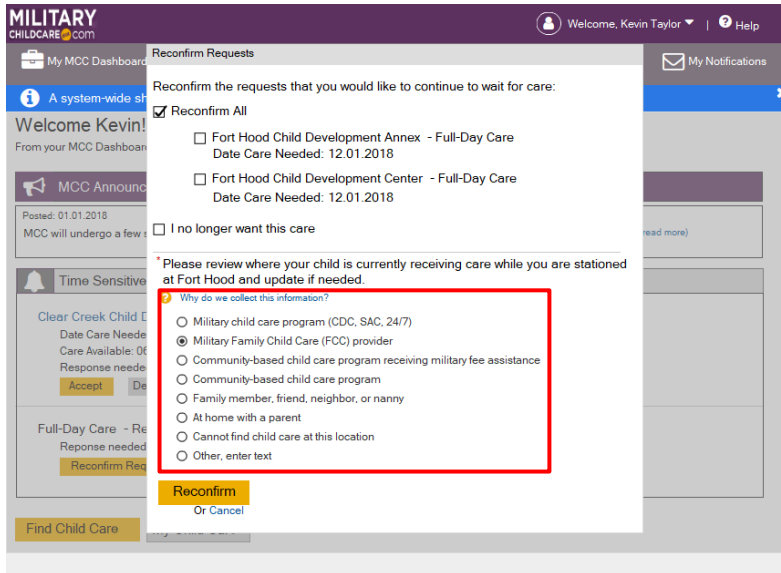 MILITARY
CHILDCARE.com
Welcome, Kevin Taylor
Help
My MCC Dashboard
My Notifications
A system-wide sh
Welcome Kevin!
From your MCC Dashboar
MCC Announc
Posted: 01.01.2018
MCC will undergo a few
read more)
Time Sensitive
Clear Creek Child
Date Care Neede
Care Available: 06
Response neede
Accept De
Full-Day Care - Re
Reponse needed
Reconfirm Req
Find Child Care
Reconfirm Requests
Reconfirm the requests that you would like to continue to wait for care:
Reconfirm All
Fort Hood Child Development Annex - Full-Day Care
Date Care Needed: 12.01.2018
Fort Hood Child Development Center - Full-Day Care
Date Care Needed: 12.01.2018
I no longer want this care
*Please review where your child is currently receiving care while you are stationed
at Fort Hood and update if needed.
Why do we collect this information?
Military child care program (CDC, SAC, 24/7)
Military Family Child Care (FCC) provider
Community-based child care program receiving military fee assistance
Community-based child care program
Family member, friend, neighbor, or nanny
At home with a parent
Cannot find child care at this location
Other, enter text
Reconfirm
Or Cancel